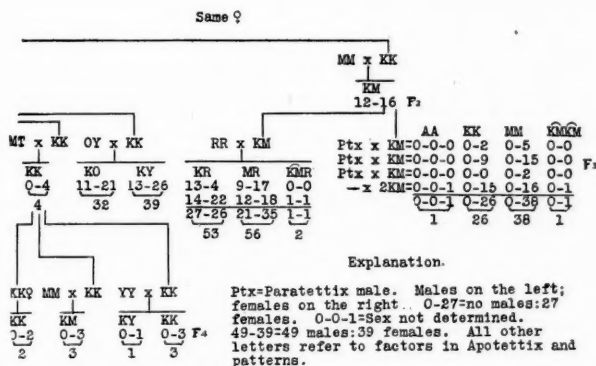 Same ♀
MM x KK
KM
12-16 F₂
MT x KK OY x KK RR x KM
AA KK MM K͡MK͡M
Ptx x KM=0-0-0 0-2 0-5 0-0
Ptx x KM=0-0-0 0-9 0-15 0-0
Ptx x KM=0-0-0 0-0 0-2 0-0
—x 2KM=0-0-1 0-15 0-16 0-1
0-0-1 0-26 0-38 0-1
1 26 38 1
KK KO KY KR MR K͡MR
0-4 11-21 13-26 13-4 9-17 0-0
4 32 39 14-22 12-18 1-1
27-26 21-35 1-1
53 56 2
KK♀ MM x KK YY x KK
KK KM KY KK
0-2 0-3 0-1 0-3 F₄
2 3 1 3
Explanation.
Ptx=Paratettix male. Males on the left;
females on the right.. 0-27=no males:27
females. 0-0-1=Sex not determined.
49-39=49 males:39 females. All other
letters refer to factors in Apotettix and
patterns.